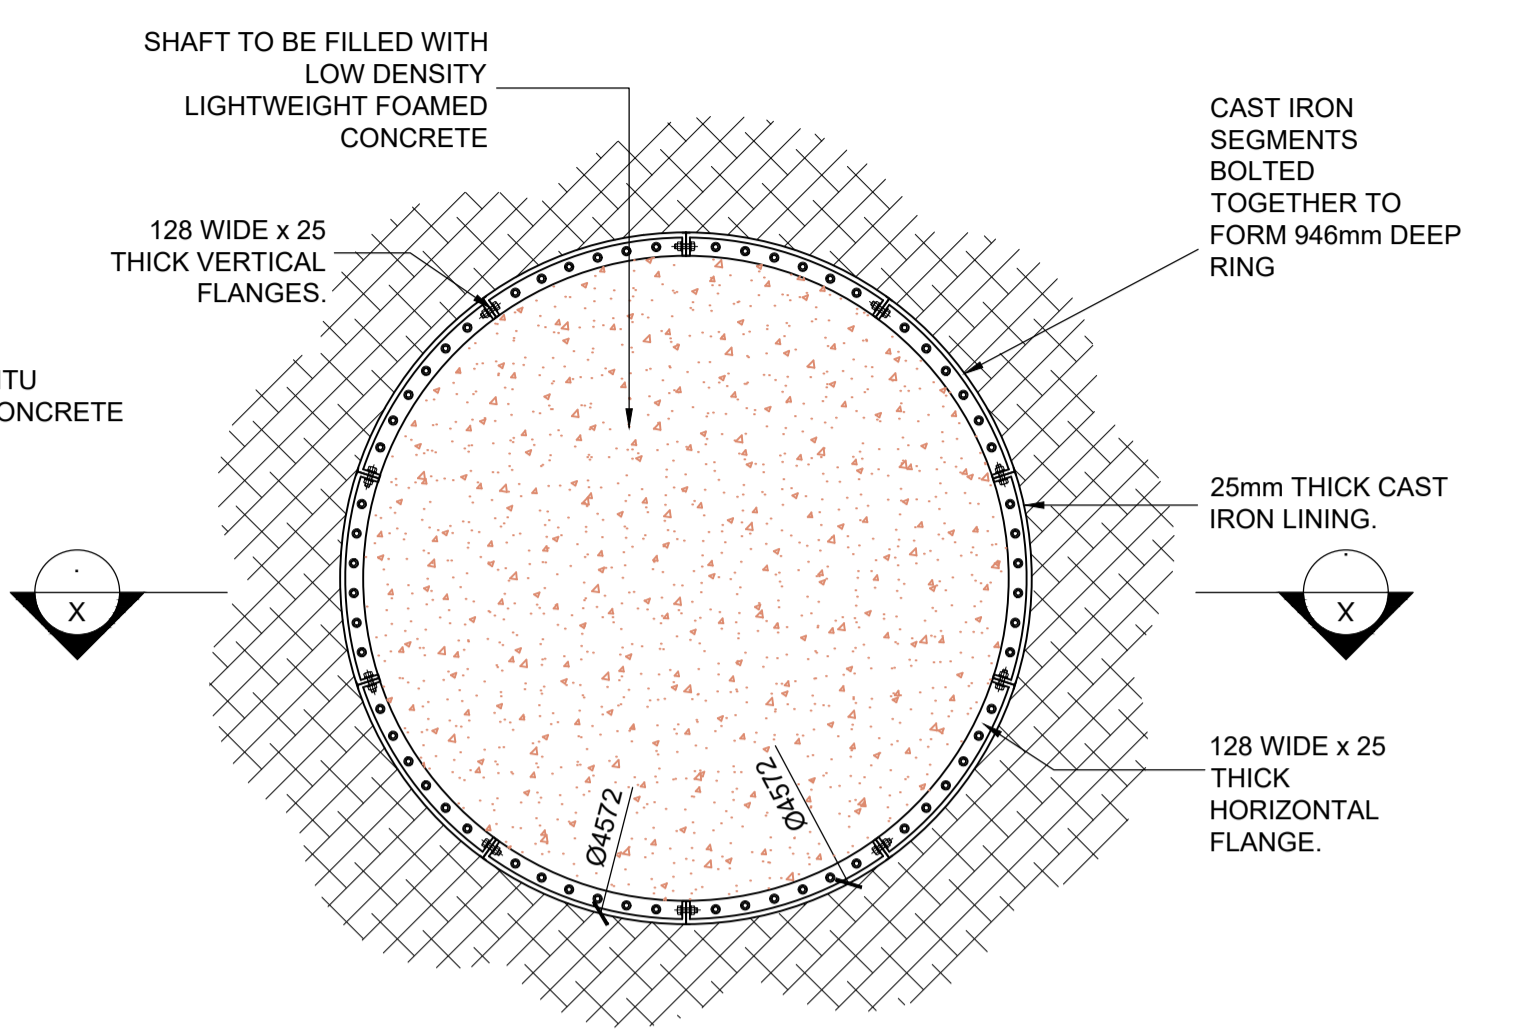 SHAFT TO BE FILLED WITH
LOW DENSITY
LIGHTWEIGHT FOAMED
CONCRETE
CAST IRON
SEGMENTS
BOLTED
TOGETHER TO
FORM 946mm DEEP
RING
128 WIDE x 25
THICK VERTICAL
FLANGES.
ITU
ONCRETE
25mm THICK CAST
IRON LINING.
X
X
128 WIDE x 25
THICK
HORIZONTAL
FLANGE.
Ø4572
Ø4572